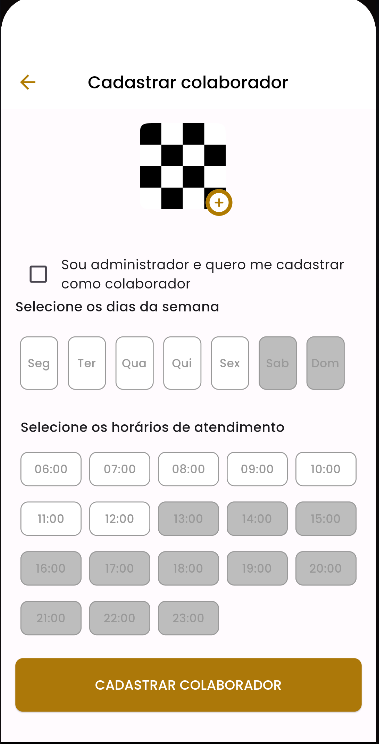 Cadastrar colaborador
Sou administrador e quero me cadastrar
como colaborador
Selecione os dias da semana
Seg Ter Qua Qui Sex Sab Dom
Selecione os horários de atendimento
06:00 07:00 08:00 09:00 10:00
11:00 12:00 13:00 14:00 15:00
16:00 17:00 18:00 19:00 20:00
21:00 22:00 23:00
CADASTRAR COLABORADOR